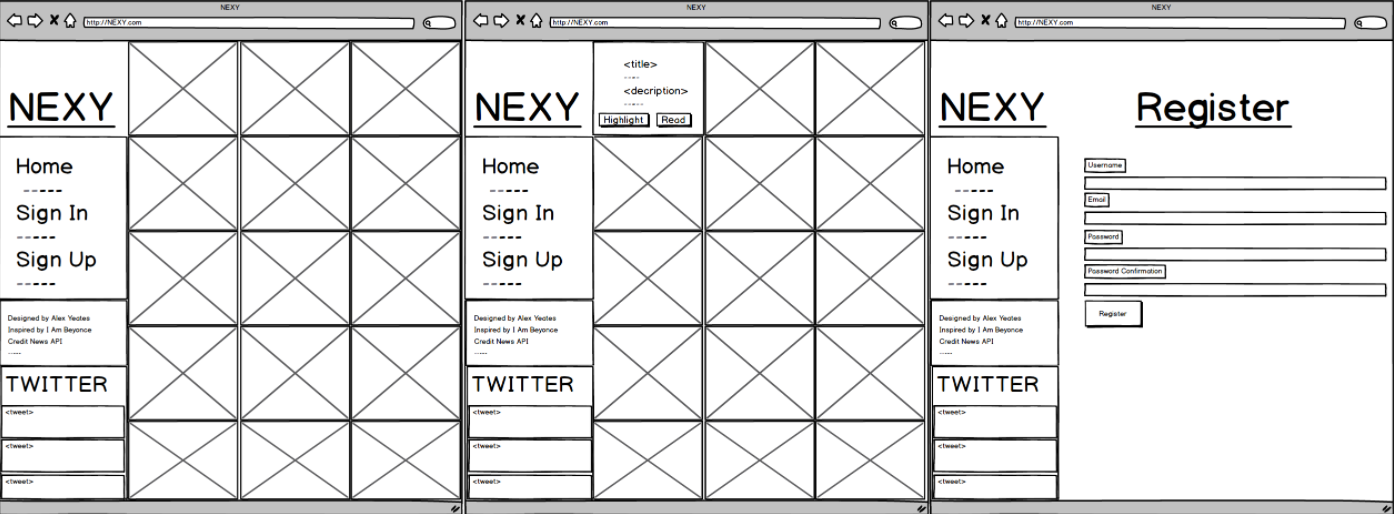 NEXY
http://NEXY.com
NEXY
Home
Sign In
Sign Up
Designed by Alex Yeates
Inspired by I Am Beyonce
Credit News API
TWITTER
<tweet>
<tweet>
<tweet>
NEXY
http://NEXY.com
NEXY
Home
Sign In
Sign Up
Designed by Alex Yeates
Inspired by I Am Beyonce
Credit News API
TWITTER
<tweet>
<tweet>
<tweet>
<title>
<decription>
Highlight Read
NEXY
http://NEXY.com
NEXY
Home
Sign In
Sign Up
Designed by Alex Yeates
Inspired by I Am Beyonce
Credit News API
TWITTER
<tweet>
<tweet>
<tweet>
Register
Username
Email
Password
Password Confirmation
Register